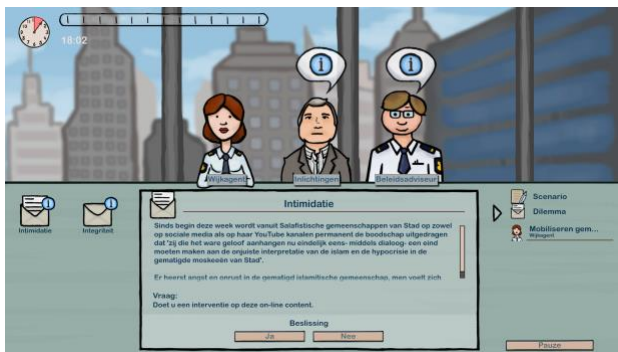 16:02
Wijkagent
Inlichtingen
Beleidsadviseur
Intimidatie
Integriteit
Intimidatie
Sinds begin deze week wordt vanuit Salafistische gemeenschappen van Stad op zowel
op sociale media als op haar YouTube kanalen permanent de boodschap uitgedragen
dat 'zij die het ware geloof aanhangen nu eindelijk eens- middels dialoog- een eind
moeten maken aan de onjuiste interpretatie van de islam en de hypocrisie in de
gematigde moskeeën van Stad'.
Er heerst angst en onrust in de gematigd islamitische gemeenschap, men voelt zich
Vraag:
Doet u een interventie op deze on-line content.
Beslissing
Ja
Nee
Scenario
Dilemma
Mobiliseren gem...
Wijkagent
Pauze